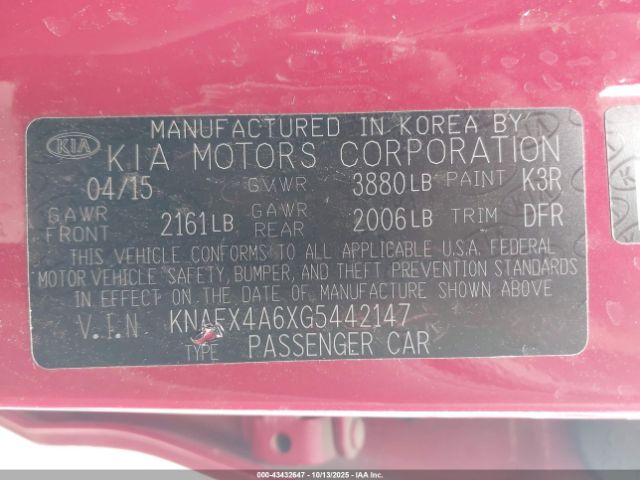 MANUFACTURED IN KOREA BY
KIA KIA MOTORS CORPORATION
04/15 GVWR 3880LB PAINT K3R
GAWR FRONT 2161LB GAWR REAR 2006LB TRIM DFR
THIS VEHICLE CONFORMS TO ALL APPLICABLE U.S.A. FEDERAL
MOTOR VEHICLE SAFETY, BUMPER, AND THEFT PREVENTION STANDARDS
IN EFFECT ON THE DATE OF MANUFACTURE SHOWN ABOVE
V.I.N KNAFX4A6XG5442147
TYPE PASSENGER CAR
000-43432647 - 10/13/2025 - IAAI.COM